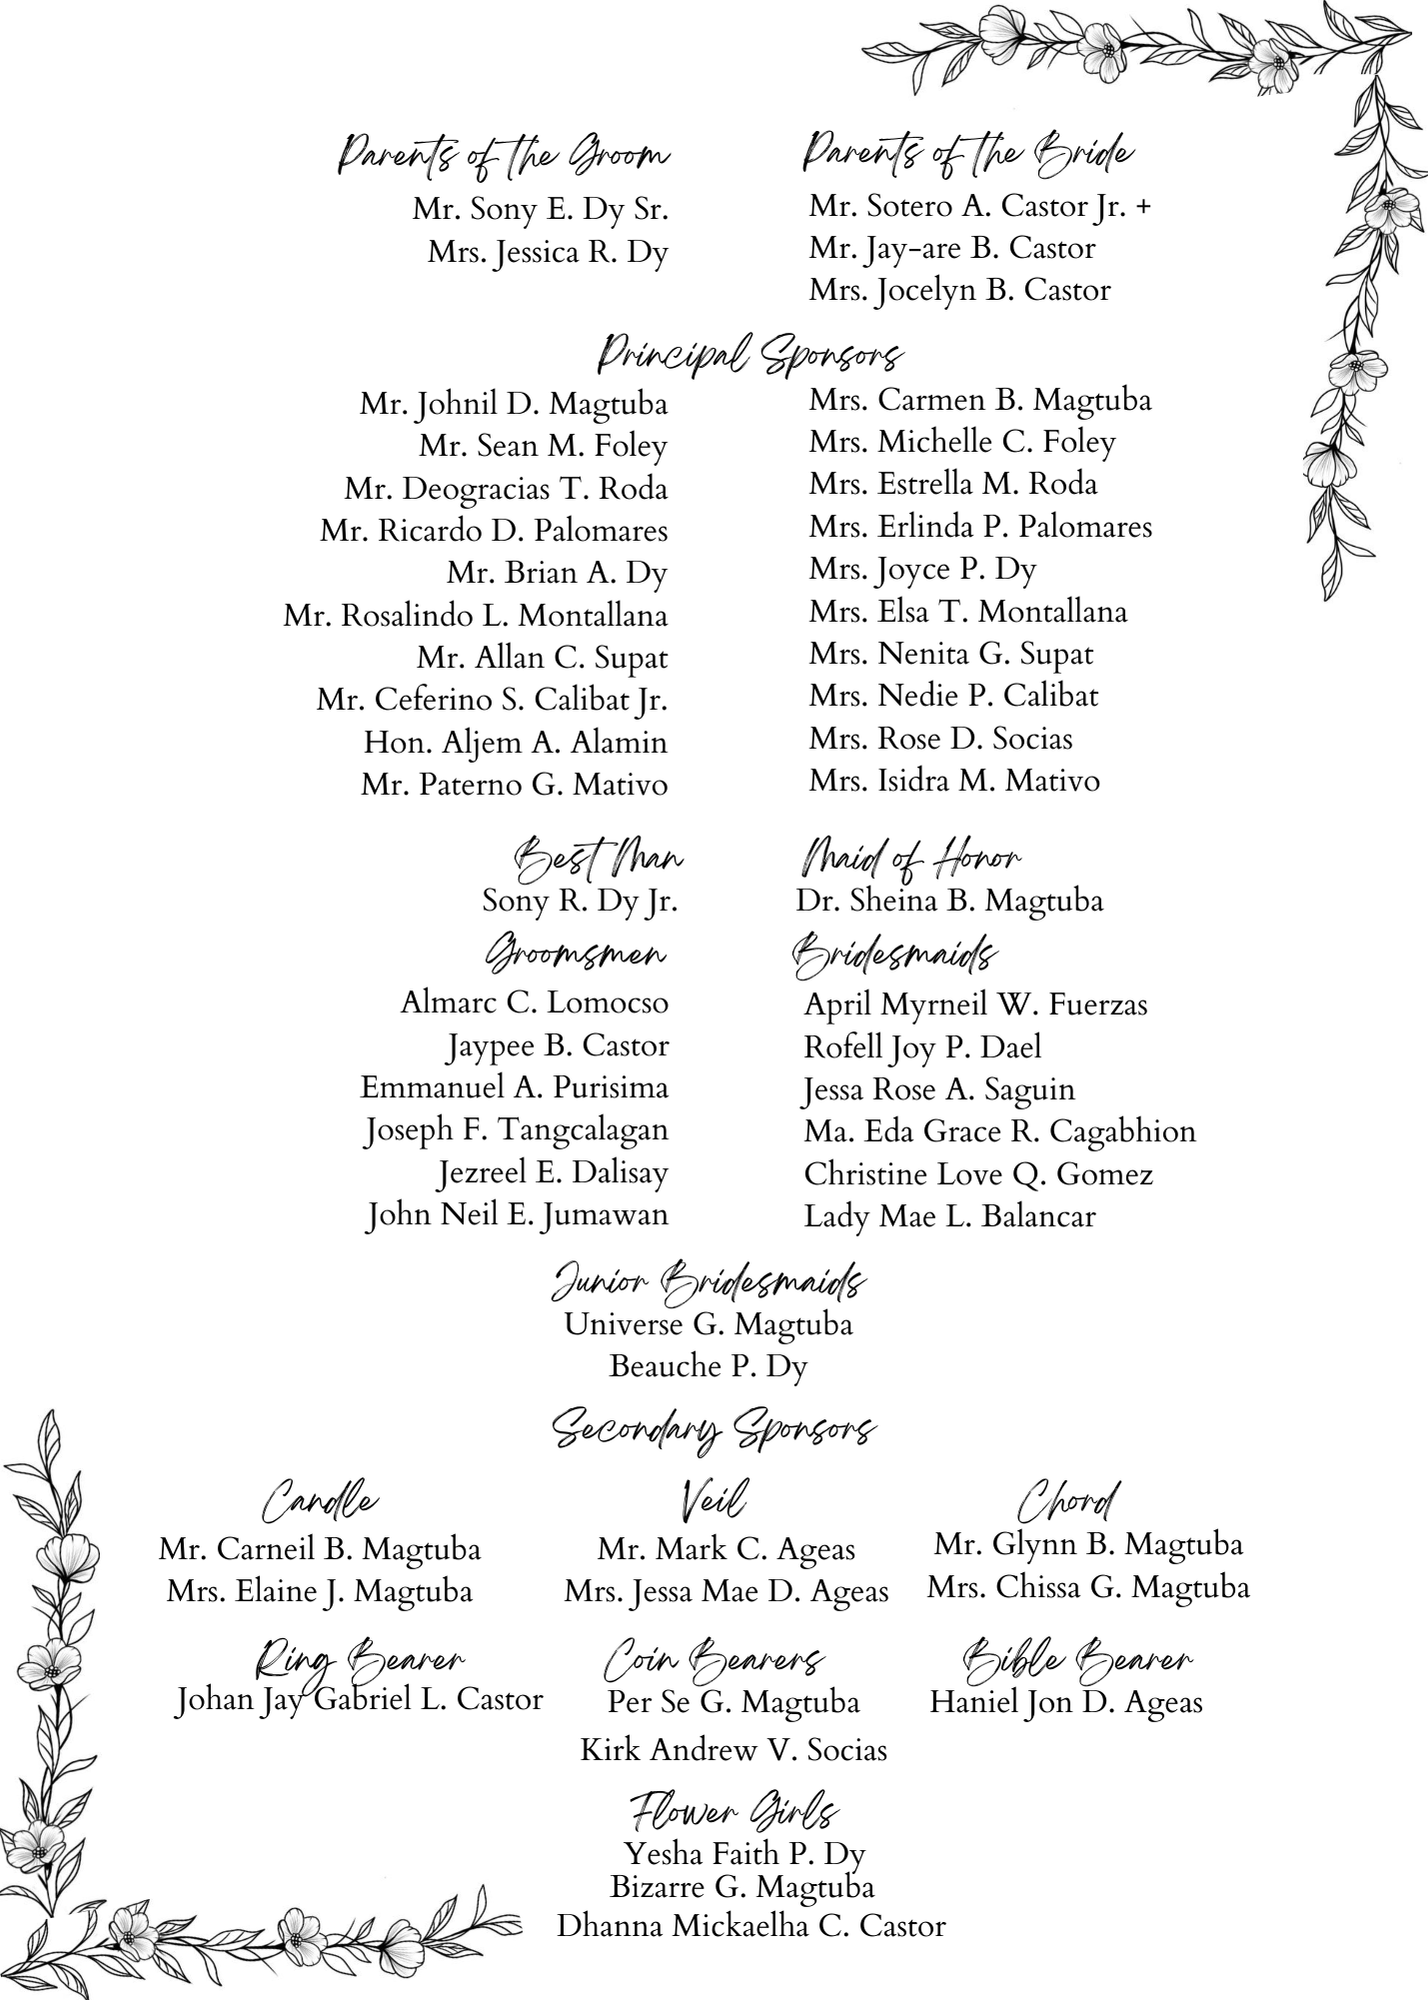 Parents of the Groom
Mr. Sony E. Dy Sr.
Mrs. Jessica R. Dy
Parents of the Bride
Mr. Sotero A. Castor Jr. +
Mr. Jay-are B. Castor
Mrs. Jocelyn B. Castor
Principal Sponsors
Mr. Johnil D. Magtuba
Mr. Sean M. Foley
Mr. Deogracias T. Roda
Mr. Ricardo D. Palomares
Mr. Brian A. Dy
Mr. Rosalindo L. Montallana
Mr. Allan C. Supat
Mr. Ceferino S. Calibat Jr.
Hon. Aljem A. Alamin
Mr. Paterno G. Mativo
Mrs. Carmen B. Magtuba
Mrs. Michelle C. Foley
Mrs. Estrella M. Roda
Mrs. Erlinda P. Palomares
Mrs. Joyce P. Dy
Mrs. Elsa T. Montallana
Mrs. Nenita G. Supat
Mrs. Nedie P. Calibat
Mrs. Rose D. Socias
Mrs. Isidra M. Mativo
Best Man
Sony R. Dy Jr.
Maid of Honor
Dr. Sheina B. Magtuba
Groomsmen
Almarc C. Lomocso
Jaypee B. Castor
Emmanuel A. Purisima
Joseph F. Tangcalagan
Jezreel E. Dalisay
John Neil E. Jumawan
Bridesmaids
April Myrneil W. Fuerzas
Rofell Joy P. Dael
Jessa Rose A. Saguin
Ma. Eda Grace R. Cagabhion
Christine Love Q. Gomez
Lady Mae L. Balancar
Junior Bridesmaids
Universe G. Magtuba
Beauche P. Dy
Secondary Sponsors
Candle
Mr. Carneil B. Magtuba
Mrs. Elaine J. Magtuba
Veil
Mr. Mark C. Ageas
Mrs. Jessa Mae D. Ageas
Chord
Mr. Glynn B. Magtuba
Mrs. Chissa G. Magtuba
Ring Bearer
Johan Jay Gabriel L. Castor
Coin Bearers
Per Se G. Magtuba
Kirk Andrew V. Socias
Bible Bearer
Haniel Jon D. Ageas
Flower Girls
Yesha Faith P. Dy
Bizarre G. Magtuba
Dhanna Mickaelha C. Castor